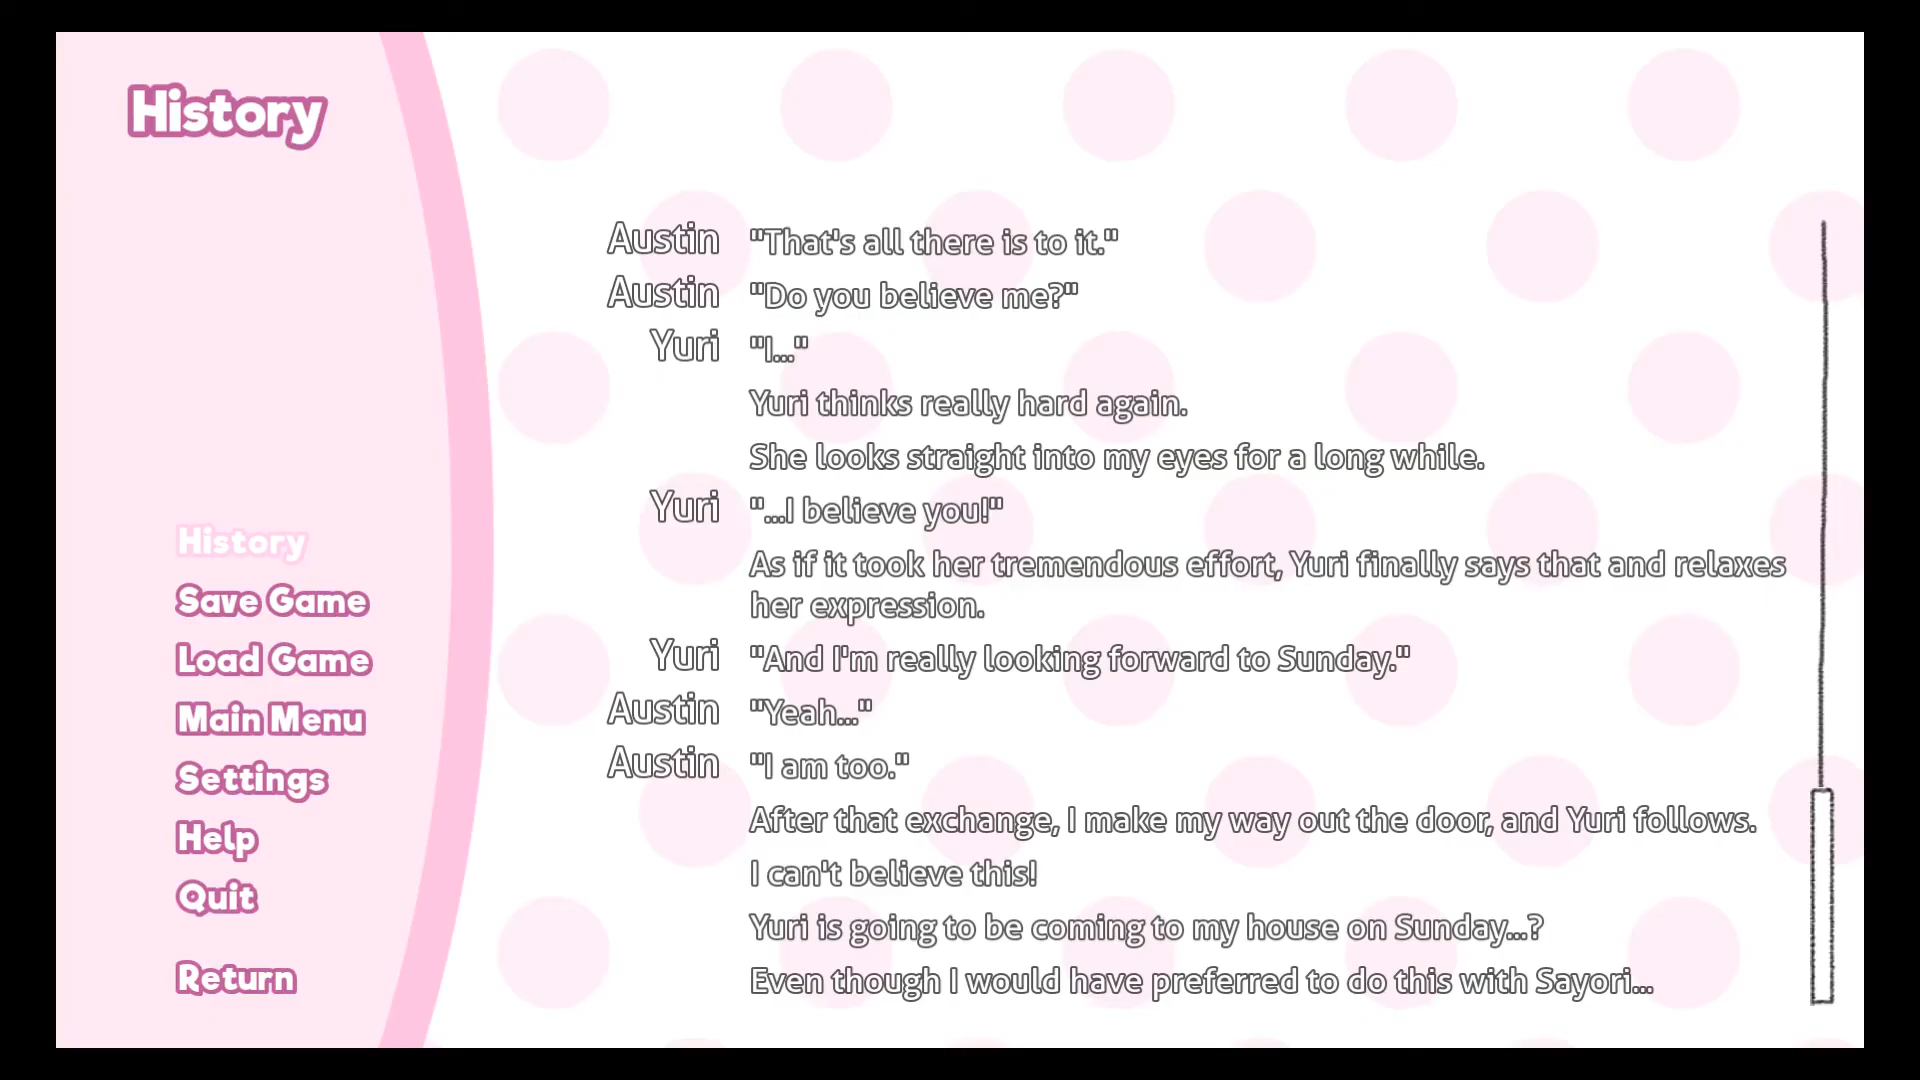 History
Austin "That's all there is to it."
Austin "Do you believe me?"
Yuri "I..."
Yuri thinks really hard again.
She looks straight into my eyes for a long while.
Yuri "...I believe you!"
As if it took her tremendous effort, Yuri finally says that and relaxes
her expression.
Yuri "And I'm really looking forward to Sunday."
Austin "Yeah..."
Austin "I am too."
After that exchange, I make my way out the door, and Yuri follows.
I can't believe this!
Yuri is going to be coming to my house on Sunday...?
Even though I would have preferred to do this with Sayori...
History
Save Game
Load Game
Main Menu
Settings
Help
Quit
Return